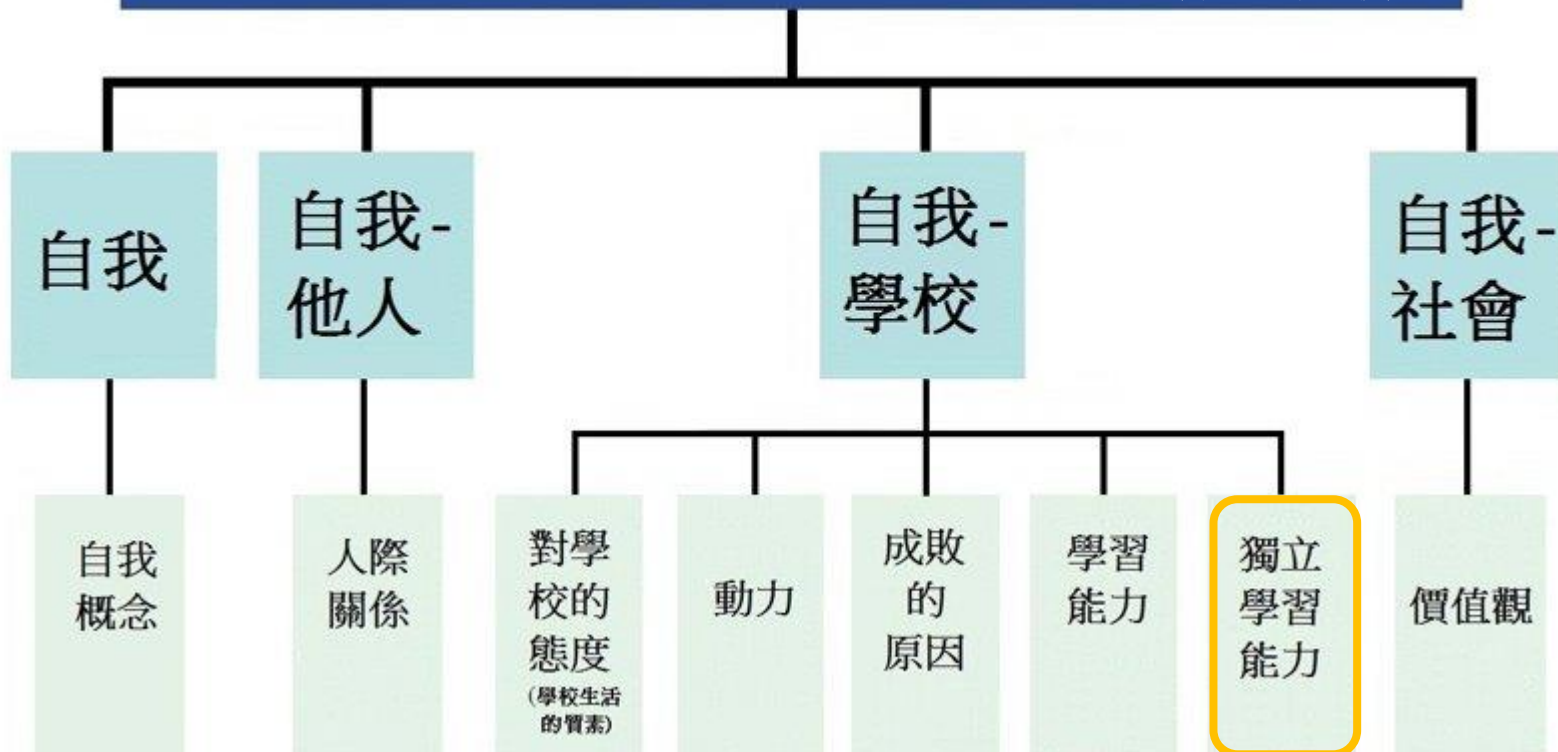 自我
自我-
他人
自我-
學校
自我-
社會
自我
概念
人際
關係
對學
校的
態度
(學校生活
的質素)
動力
成敗
的
原因
學習
能力
獨立
學習
能力
價值觀